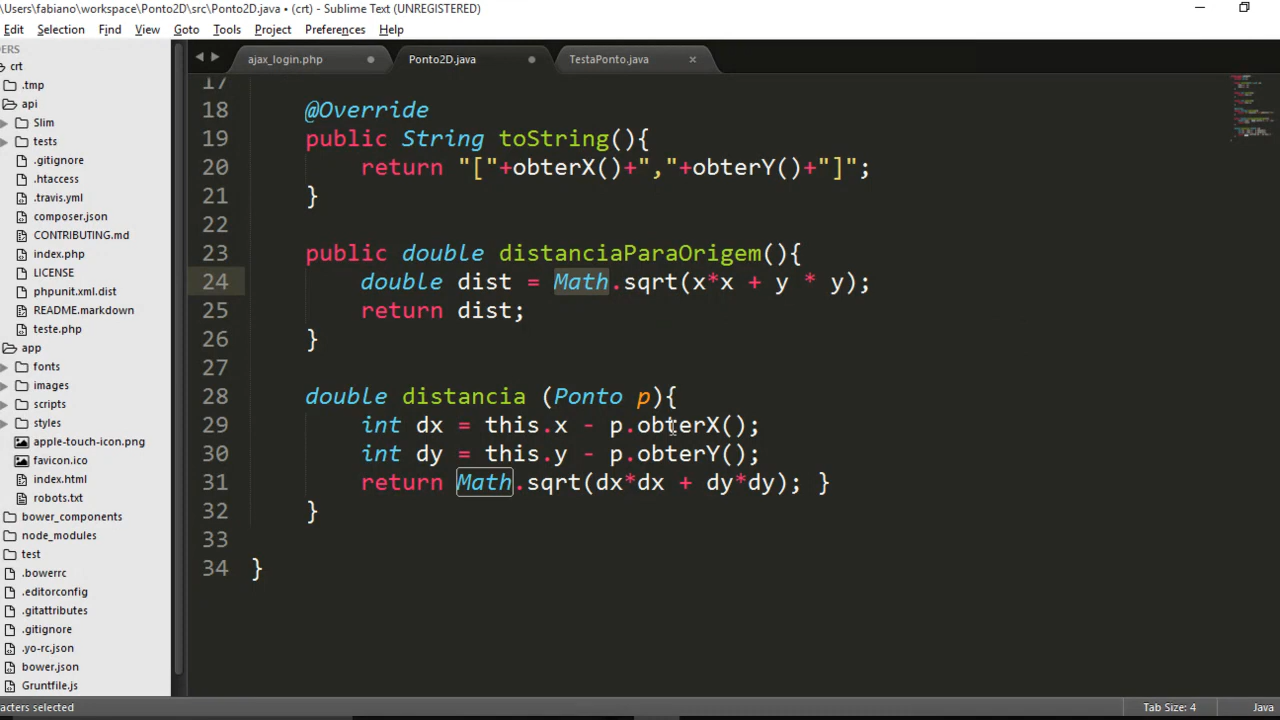 \Users\fabiano\workspace\Ponto2D\src\Ponto2D.java • (crt) - Sublime Text (UNREGISTERED)
Edit Selection Find View Goto Tools Project Preferences Help
ERS
crt
.tmp
api
Slim
tests
.gitignore
.htaccess
.travis.yml
composer.json
CONTRIBUTING.md
index.php
LICENSE
phpunit.xml.dist
README.markdown
teste.php
app
fonts
images
scripts
styles
apple-touch-icon.png
favicon.ico
index.html
robots.txt
bower_components
node_modules
test
.bowerrc
.editorconfig
.gitattributes
.gitignore
.yo-rc.json
bower.json
Gruntfile.js
ajax_login.php Ponto2D.java TestaPonto.java ×
17
18 @Override
19 public String toString(){
20 return "["+obterX()+","+obterY()+"]";
21 }
22
23 public double distanciaParaOrigem(){
24 double dist = Math.sqrt(x*x + y * y);
25 return dist;
26 }
27
28 double distancia (Ponto p){
29 int dx = this.x - p.obterX();
30 int dy = this.y - p.obterY();
31 return Math.sqrt(dx*dx + dy*dy); }
32 }
33
34 }
acters selected Tab Size: 4 Java